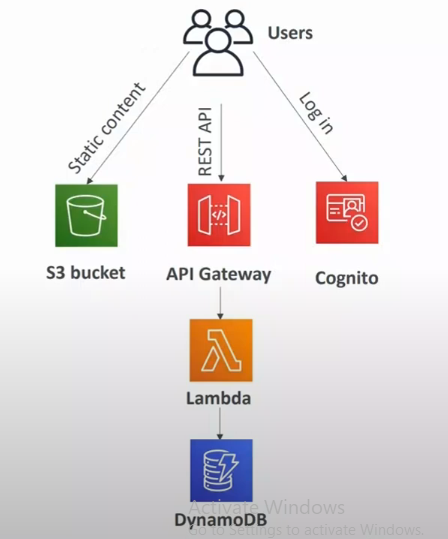 Users
Static content
REST API
Log in
S3 bucket
API Gateway
Cognito
Lambda
Activate Windows
DynamoDB
Go to Settings to activate Windows.